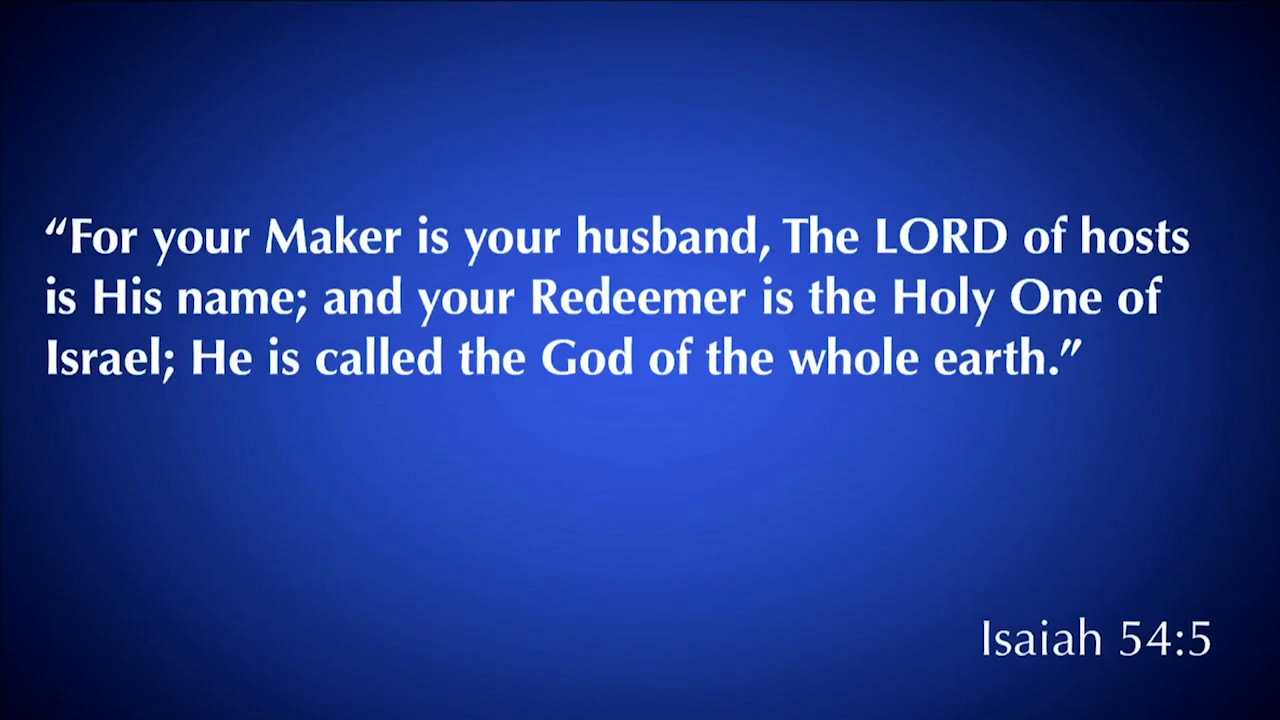 “For your Maker is your husband, The LORD of hosts
is His name; and your Redeemer is the Holy One of
Israel; He is called the God of the whole earth.”
Isaiah 54:5